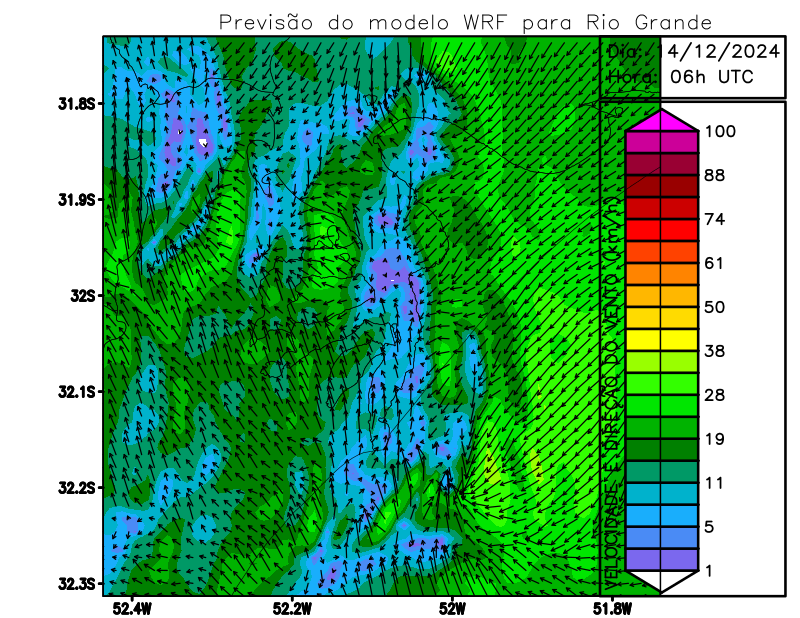 Previsão do modelo WRF para Rio Grande
Dia: 14/12/2024
Hora: 06h UTC
31.8S
31.9S
32S
32.1S
32.2S
32.3S
52.4W
52.2W
52W
51.8W
VELOCIDADE E DIREÇÃO DO VENTO (km/h)
100
88
74
61
50
38
28
19
11
5
1